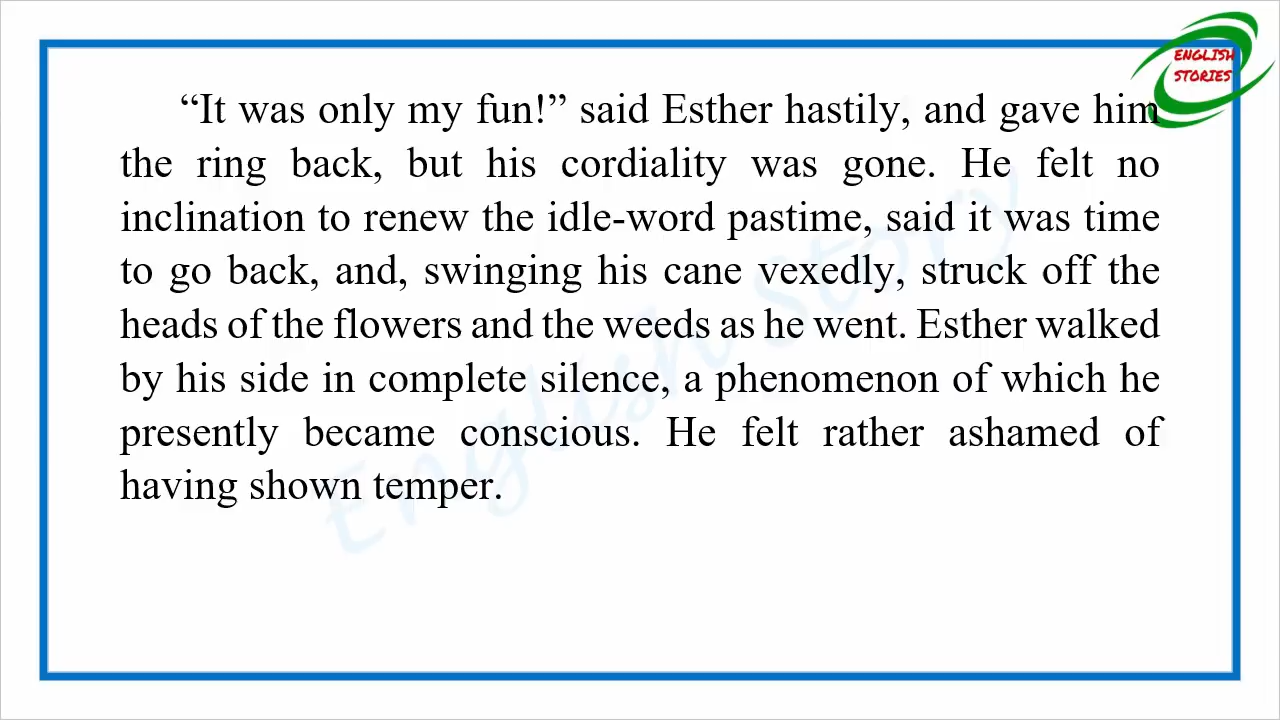 ENGLISH
STORIES
“It was only my fun!” said Esther hastily, and gave him
the ring back, but his cordiality was gone. He felt no
inclination to renew the idle-word pastime, said it was time
to go back, and, swinging his cane vexedly, struck off the
heads of the flowers and the weeds as he went. Esther walked
by his side in complete silence, a phenomenon of which he
presently became conscious. He felt rather ashamed of
having shown temper.
English Story